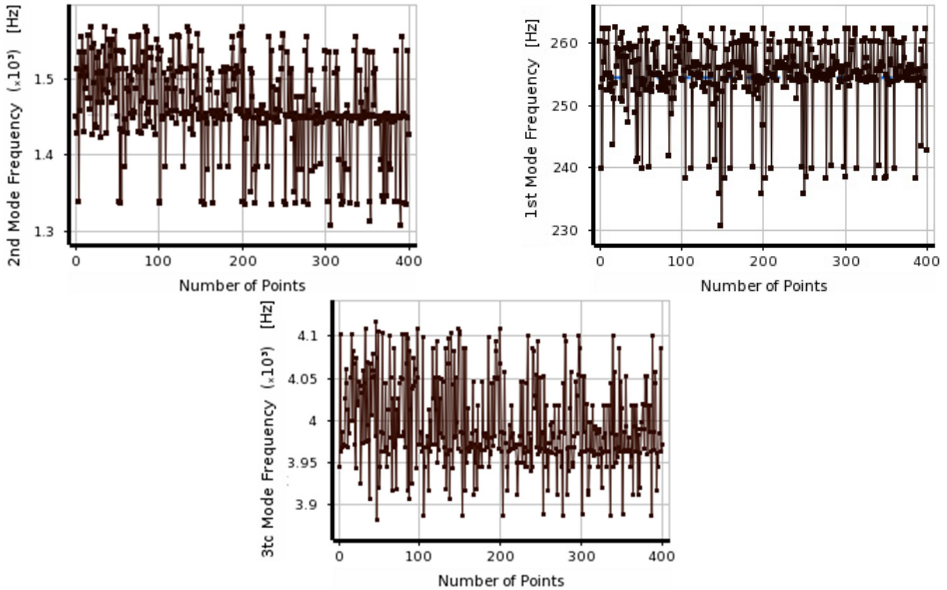 2nd Mode Frequency (ₓ10³) [Hz]
1.5
1.4
1.3
0 100 200 300 400
Number of Points
1st Mode Frequency [Hz]
260
250
240
230
0 100 200 300 400
Number of Points
3tc Mode Frequency (ₓ10³) [Hz]
4.1
4.05
4
3.95
3.9
0 100 200 300 400
Number of Points